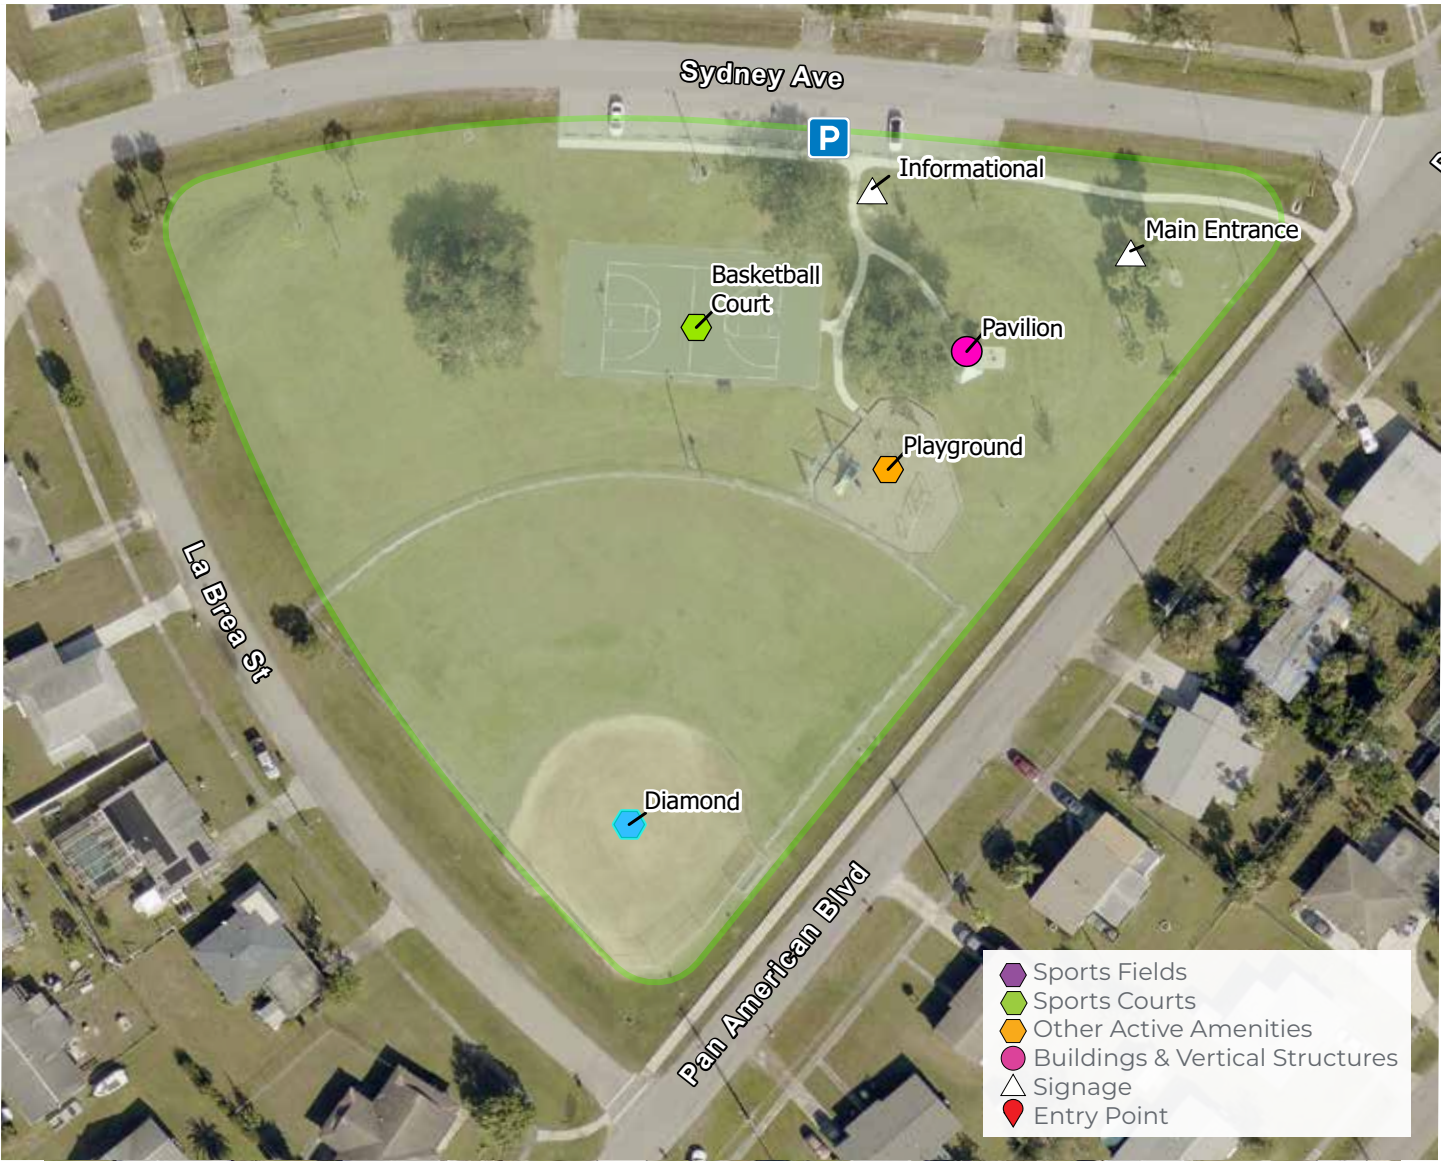 Sydney Ave
P
Informational
Main Entrance
Basketball
Court
Pavilion
Playground
La Brea St
Diamond
Pan American Blvd
Sports Fields
Sports Courts
Other Active Amenities
Buildings & Vertical Structures
Signage
Entry Point